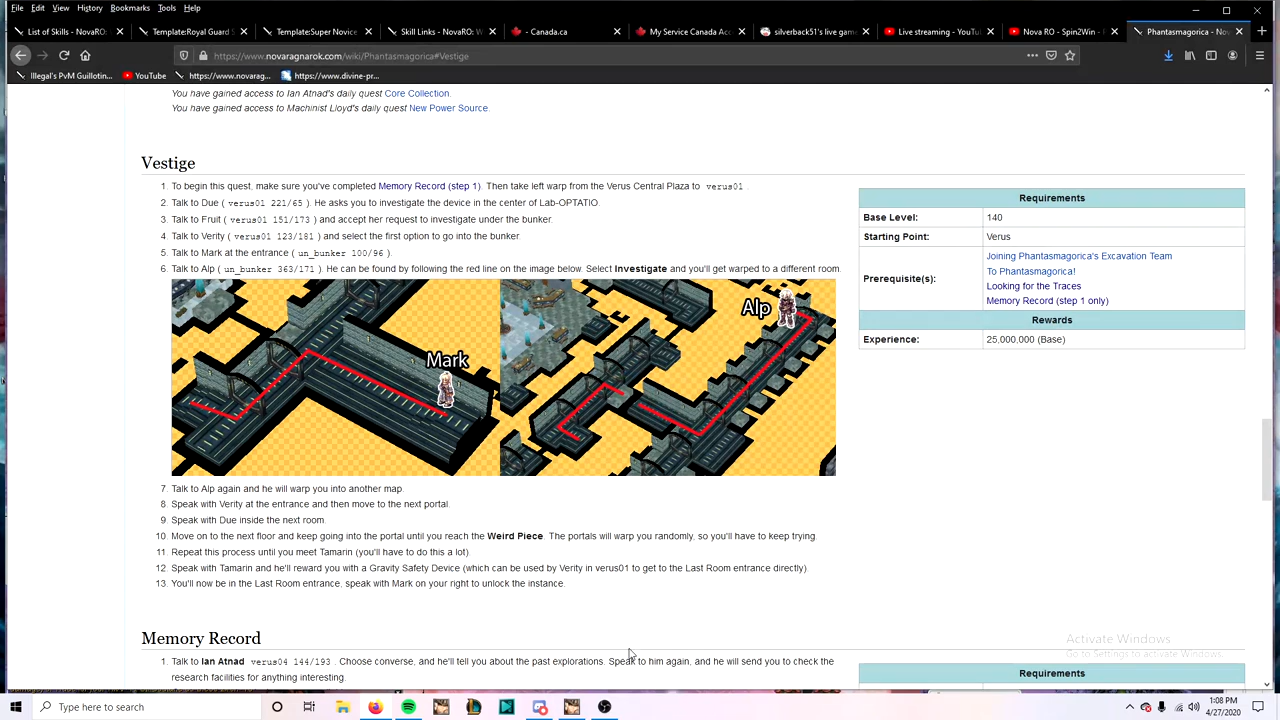 File Edit View History Bookmarks Tools Help
List of Skills - NovaRO: Template:Royal Guard S Template:Super Novice Skill Links - NovaRO: W - Canada.ca My Service Canada Acc silverback51's live gam Live streaming - YouTu Nova RO - Spin2Win - Phantasmagorica - Nov
https://www.novaragnarok.com/wiki/Phantasmagorica#Vestige
Illegal's PvM Guillotin... YouTube https://www.novarag... https://www.divine-pr...
You have gained access to Ian Atnad's daily quest Core Collection.
You have gained access to Machinist Lloyd's daily quest New Power Source.
Vestige
1. To begin this quest, make sure you've completed Memory Record (step 1). Then take left warp from the Verus Central Plaza to verus01 .
2. Talk to Due ( verus01 221/65 ). He asks you to investigate the device in the center of Lab-OPTATIO.
3. Talk to Fruit ( verus01 151/173 ) and accept her request to investigate under the bunker.
4. Talk to Verity ( verus01 123/181 ) and select the first option to go into the bunker.
5. Talk to Mark at the entrance ( un_bunker 100/96 ).
6. Talk to Alp ( un_bunker 363/171 ). He can be found by following the red line on the image below. Select Investigate and you'll get warped to a different room.
Mark
Alp
7. Talk to Alp again and he will warp you into another map.
8. Speak with Verity at the entrance and then move to the next portal.
9. Speak with Due inside the next room.
10. Move on to the next floor and keep going into the portal until you reach the Weird Piece. The portals will warp you randomly, so you'll have to keep trying.
11. Repeat this process until you meet Tamarin (you'll have to do this a lot).
12. Speak with Tamarin and he'll reward you with a Gravity Safety Device (which can be used by Verity in verus01 to get to the Last Room entrance directly).
13. You'll now be in the Last Room entrance, speak with Mark on your right to unlock the instance.
Requirements
Base Level: 140
Starting Point: Verus
Prerequisite(s): Joining Phantasmagorica's Excavation Team
To Phantasmagorica!
Looking for the Traces
Memory Record (step 1 only)
Rewards
Experience: 25,000,000 (Base)
Memory Record
1. Talk to Ian Atnad verus04 144/193 . Choose converse, and he'll tell you about the past explorations. Speak to him again, and he will send you to check the
research facilities for anything interesting.
Requirements
Activate Windows
Go to Settings to activate Windows.
Type here to search
1:08 PM
4/27/2020